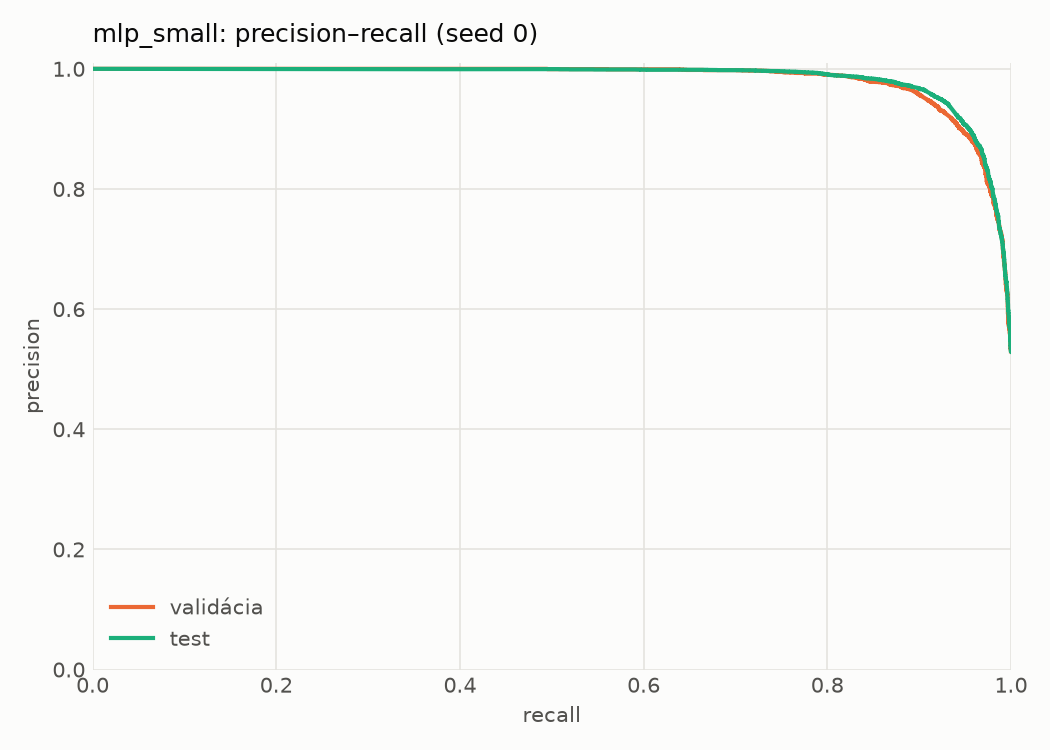 mlp_small: precision–recall (seed 0)
1.0
0.8
0.6
0.4
0.2
0.0
precision
validácia
test
0.0 0.2 0.4 0.6 0.8 1.0
recall